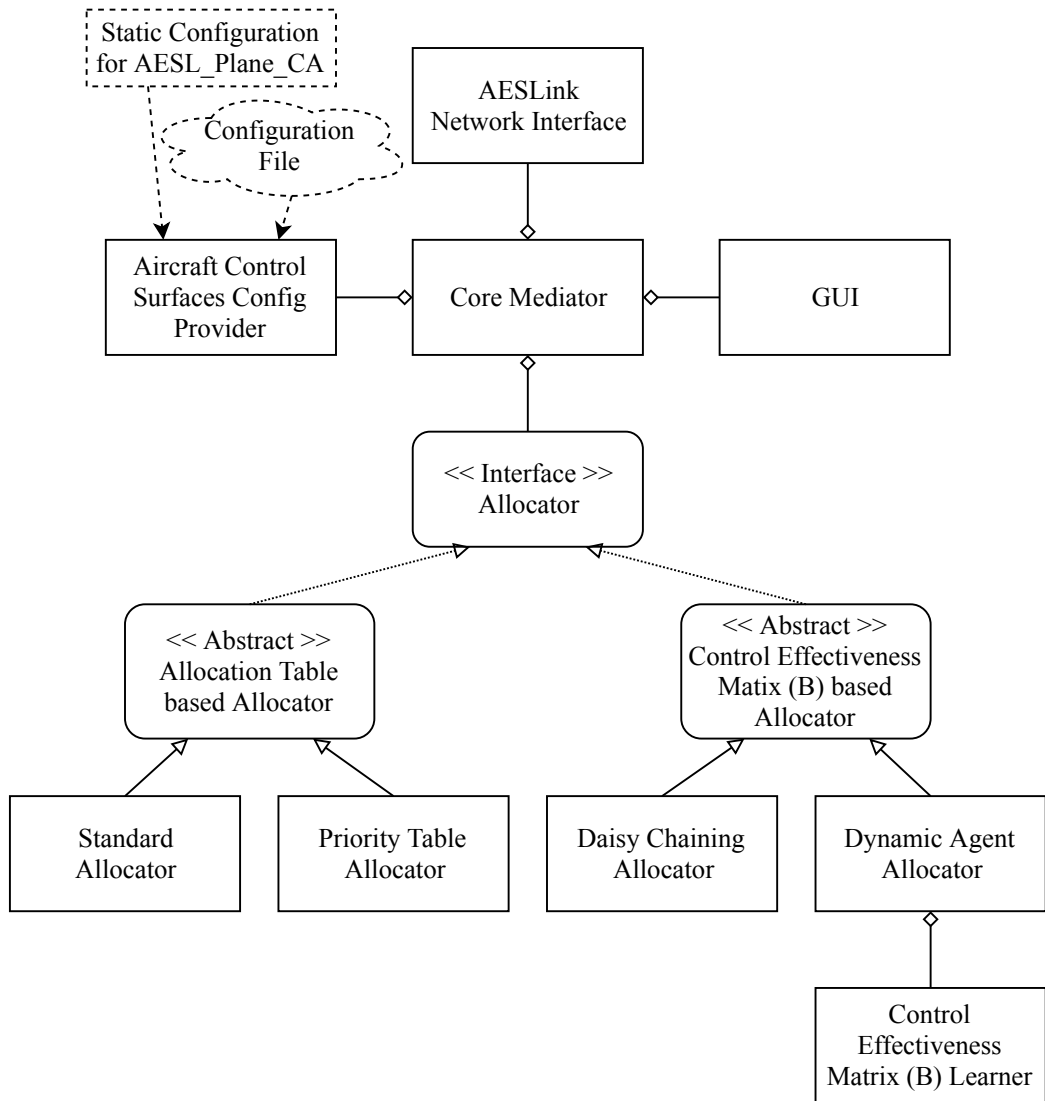 Static Configuration
for AESL_Plane_CA
AESLink
Network Interface
Configuration
File
Aircraft Control
Surfaces Config
Provider
Core Mediator
GUI
<< Interface >>
Allocator
<< Abstract >>
Allocation Table
based Allocator
<< Abstract >>
Control Effectiveness
Matix (B) based
Allocator
Standard
Allocator
Priority Table
Allocator
Daisy Chaining
Allocator
Dynamic Agent
Allocator
Control
Effectiveness
Matrix (B) Learner